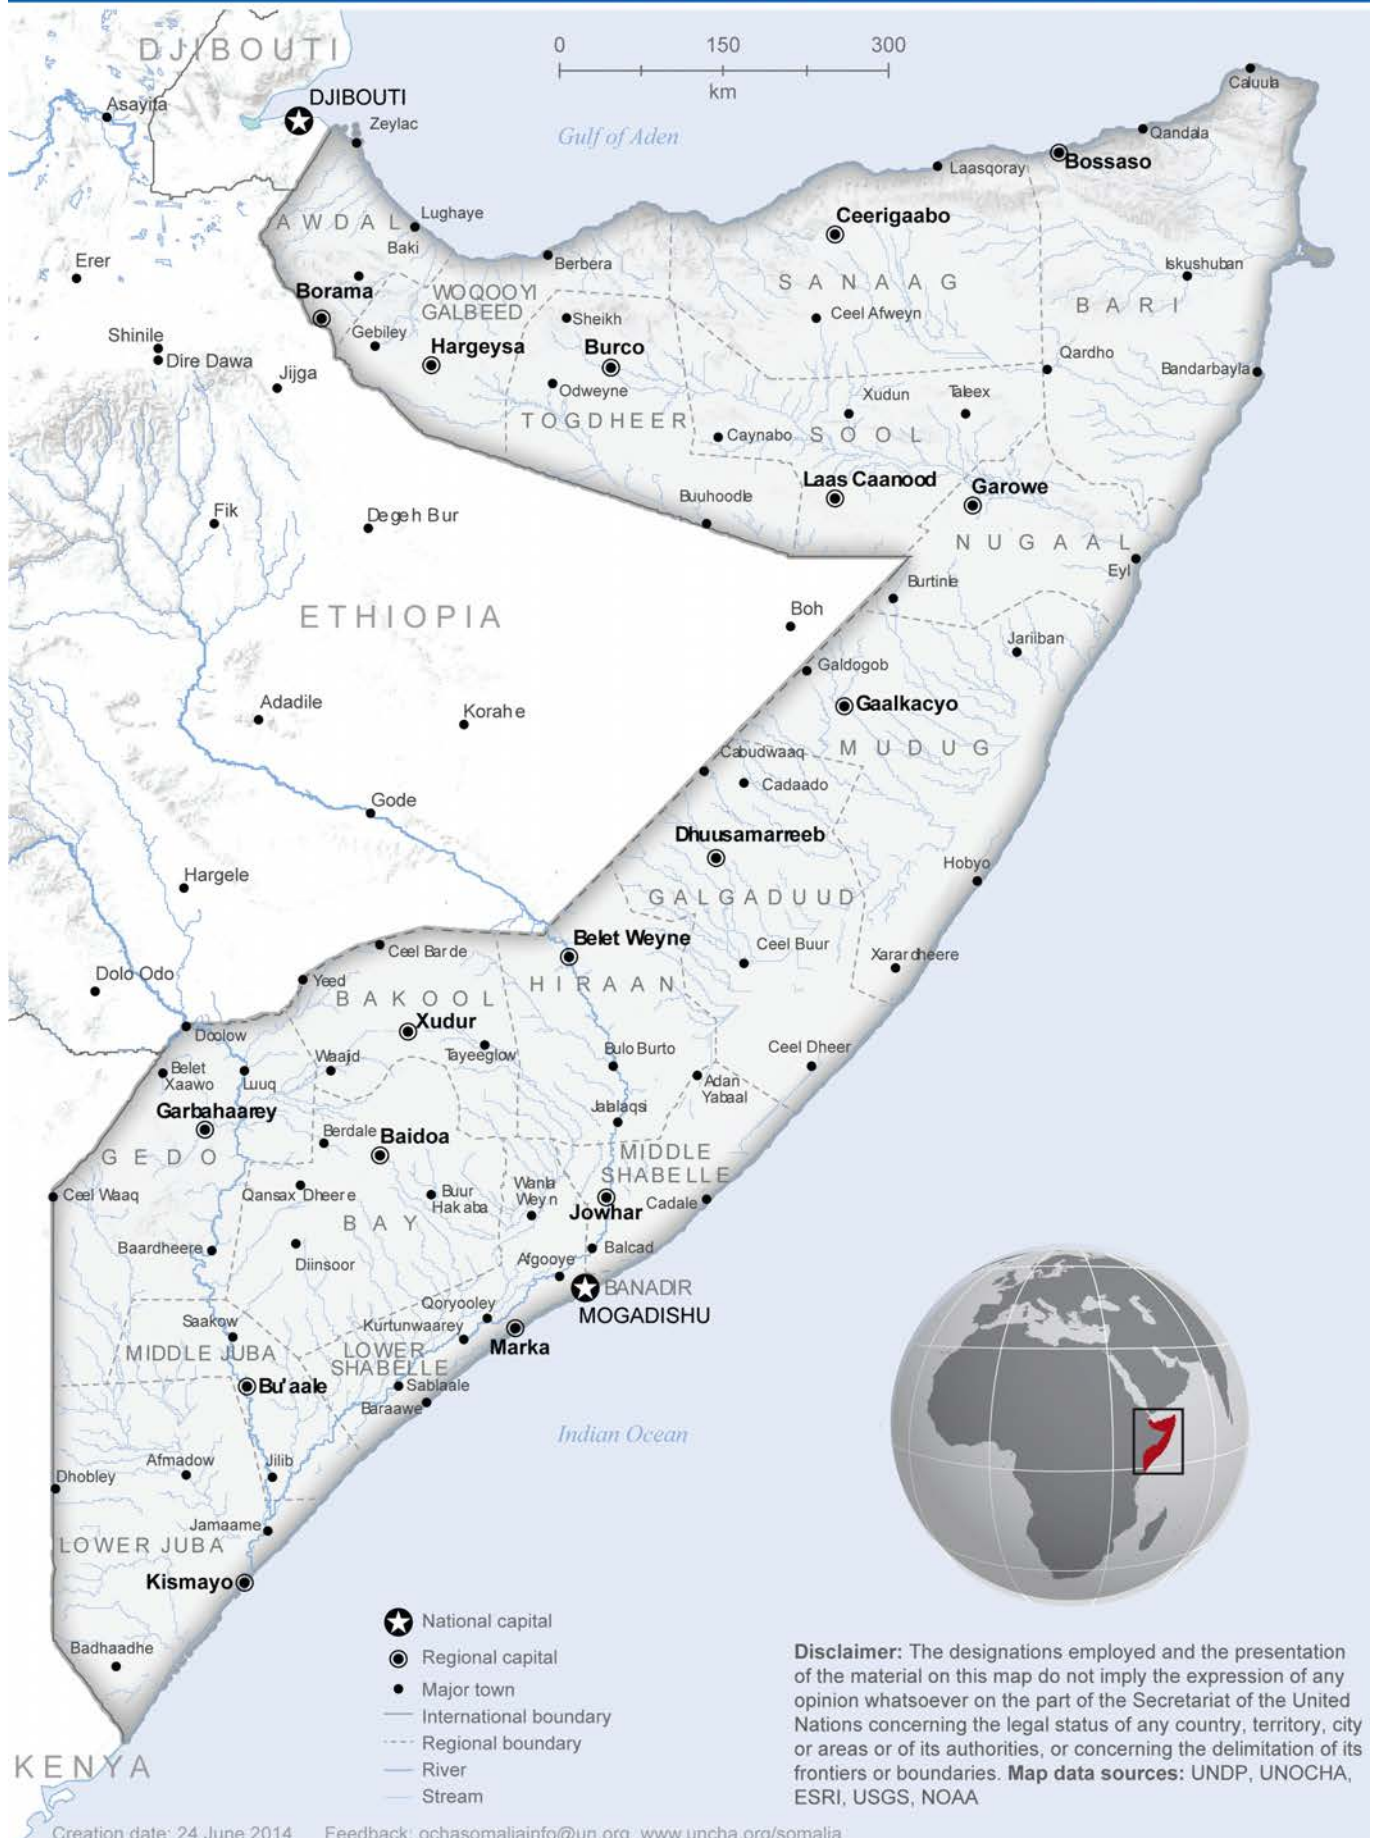 DJIBOUTI
0 150 300
km
DJIBOUTI
Asayita
Zeylac
Gulf of Aden
Caluula
Qandala
Bossaso
Laasqoray
Ceerigaabo
AWDAL
Lughaye
Baki
Berbera
Erer
Iskushuban
SANAAG
BARI
Borama
WOQOOYI
GALBEED
Sheikh
Ceel Afweyn
Gebiley
Shinile
Dire Dawa
Hargeysa
Burco
Qardho
Bandarbayla
Jijga
Odweyne
Xudun
Taleex
TOGDHEER
Caynabo
SOOL
Laas Caanood
Garowe
Buuhoodle
Fik
Degeh Bur
NUGAAL
Eyl
Burtinle
ETHIOPIA
Boh
Jariiban
Galdogob
Adadile
Korahe
Gaalkacyo
Cabudwaaq
MUDUG
Cadaado
Gode
Dhuusamarreeb
Hobyo
Hargele
GALGADUUD
Belet Weyne
Ceel Barde
Ceel Buur
Xarardheere
Dolo Odo
Yeed
BAKOOL
HIRAAN
Xudur
Doolow
Waajid
Tayeeglow
Bulo Burto
Ceel Dheer
Belet
Xaawo
Luuq
Adan
Yabaal
Garbahaarey
Jalalaqsi
Berdale
Baidoa
GEDO
MIDDLE
SHABELLE
Ceel Waaq
Qansax Dheere
Buur
Hakaba
Wanla
Weyn
Jowhar
Cadale
BAY
Baardheere
Diinsoor
Afgooye
Balcad
BANADIR
MOGADISHU
Qoryooley
Saakow
Kurtunwaarey
Marka
MIDDLE JUBA
LOWER
SHABELLE
Bu'aale
Sablaale
Baraawe
Indian Ocean
Afmadow
Jilib
Dhobley
Jamaame
LOWER JUBA
Kismayo
Badhaadhe
KENYA
National capital
Regional capital
Major town
International boundary
Regional boundary
River
Stream
Disclaimer: The designations employed and the presentation
of the material on this map do not imply the expression of any
opinion whatsoever on the part of the Secretariat of the United
Nations concerning the legal status of any country, territory, city
or areas or of its authorities, or concerning the delimitation of its
frontiers or boundaries. Map data sources: UNDP, UNOCHA,
ESRI, USGS, NOAA
Creation date: 24 June 2014 Feedback: ochasomaliainfo@un.org www.uncha.org/somalia